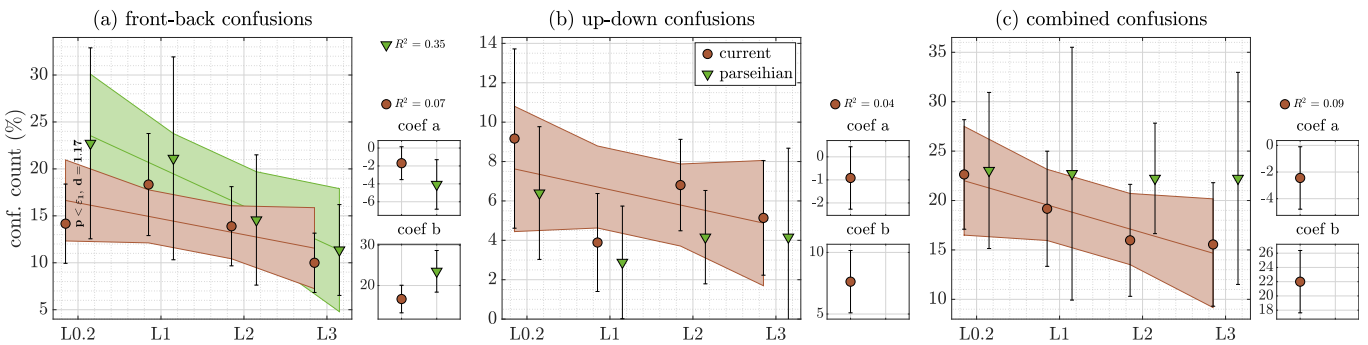 (a) front-back confusions
conf. count (%)
30
25
20
15
10
5
p < ε₁, d = 1.17
L0.2 L1 L2 L3
R² = 0.35
R² = 0.07
coef a
0
-2
-4
-6
coef b
30
20
(b) up-down confusions
14
12
10
8
6
4
2
0
current
parseihian
L0.2 L1 L2 L3
R² = 0.04
coef a
0
-1
-2
coef b
10
5
(c) combined confusions
35
30
25
20
15
10
L0.2 L1 L2 L3
R² = 0.09
coef a
0
-2
-4
coef b
26
24
22
20
18